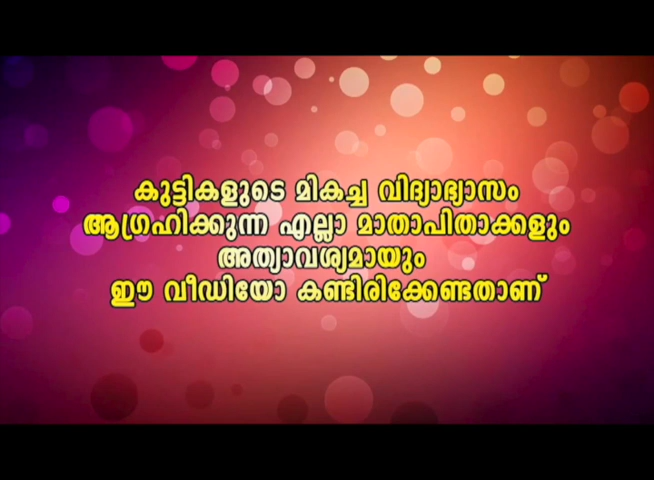 കുട്ടികളുടെ മികച്ച വിദ്യാഭ്യാസം
ആഗ്രഹിക്കുന്ന എല്ലാ മാതാപിതാക്കളും
അത്യാവശ്യമായും
ഈ വീഡിയോ കണ്ടിരിക്കേണ്ടതാണ്